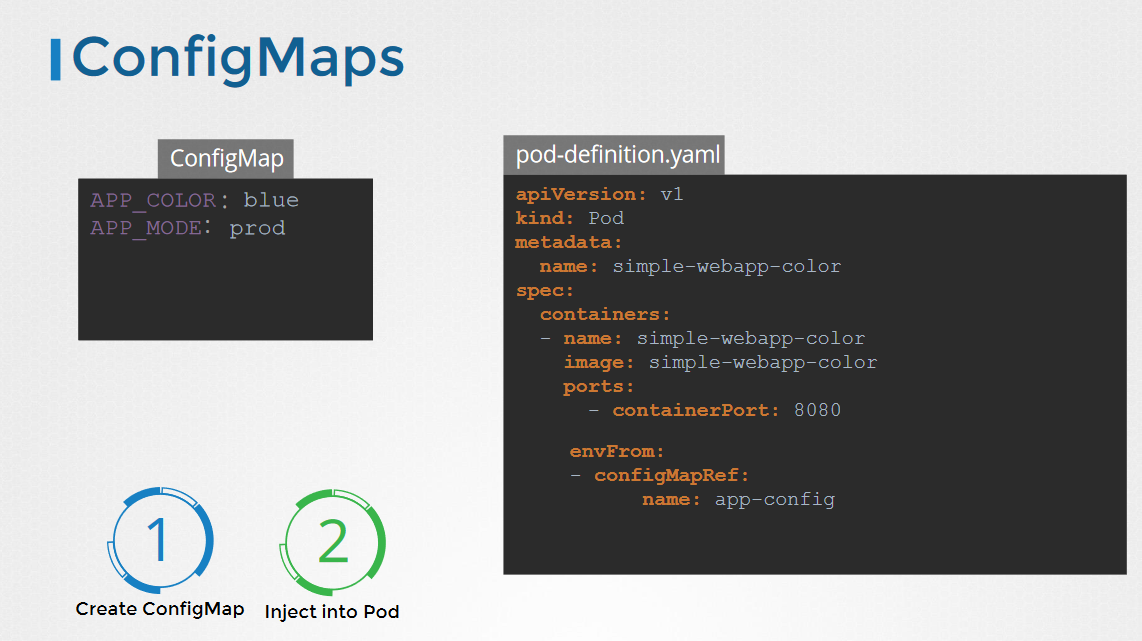 ConfigMaps
ConfigMap
APP_COLOR: blue
APP_MODE: prod
pod-definition.yaml
apiVersion: v1
kind: Pod
metadata:
  name: simple-webapp-color
spec:
  containers:
  - name: simple-webapp-color
    image: simple-webapp-color
    ports:
      - containerPort: 8080
    envFrom:
    - configMapRef:
          name: app-config
1
Create ConfigMap
2
Inject into Pod